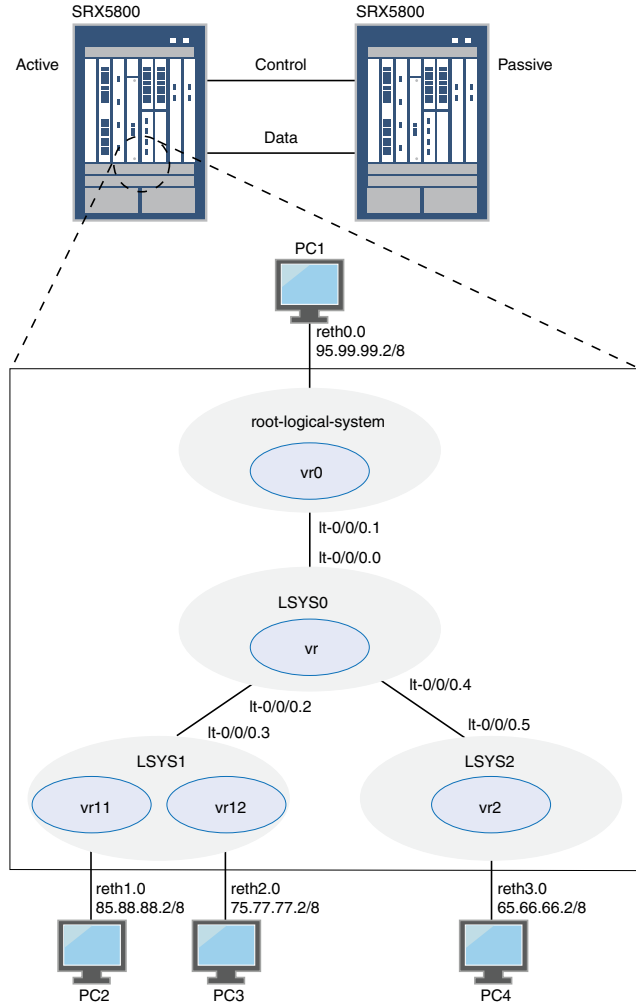 SRX5800
SRX5800
Active
Control
Passive
Data
PC1
reth0.0
95.99.99.2/8
root-logical-system
vr0
lt-0/0/0.1
lt-0/0/0.0
LSYS0
vr
lt-0/0/0.2
lt-0/0/0.4
lt-0/0/0.3
lt-0/0/0.5
LSYS1
LSYS2
vr11
vr12
vr2
reth1.0
85.88.88.2/8
reth2.0
75.77.77.2/8
reth3.0
65.66.66.2/8
PC2
PC3
PC4